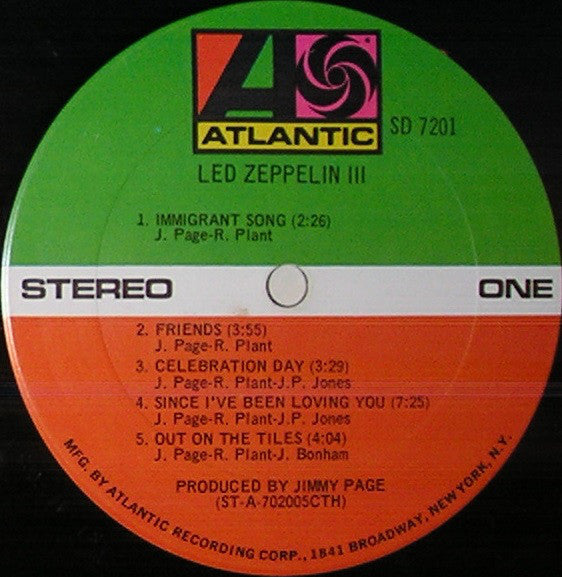 ATLANTIC
SD 7201
LED ZEPPELIN III
1. IMMIGRANT SONG (2:26)
J. Page-R. Plant
STEREO
ONE
2. FRIENDS (3:55)
J. Page-R. Plant
3. CELEBRATION DAY (3:29)
J. Page-R. Plant-J.P. Jones
4. SINCE I'VE BEEN LOVING YOU (7:25)
J. Page-R. Plant-J.P. Jones
5. OUT ON THE TILES (4:04)
J. Page-R. Plant-J. Bonham
PRODUCED BY JIMMY PAGE
(ST-A-702005CTH)
MFG. BY ATLANTIC RECORDING CORP., 1841 BROADWAY, NEW YORK, N.Y.